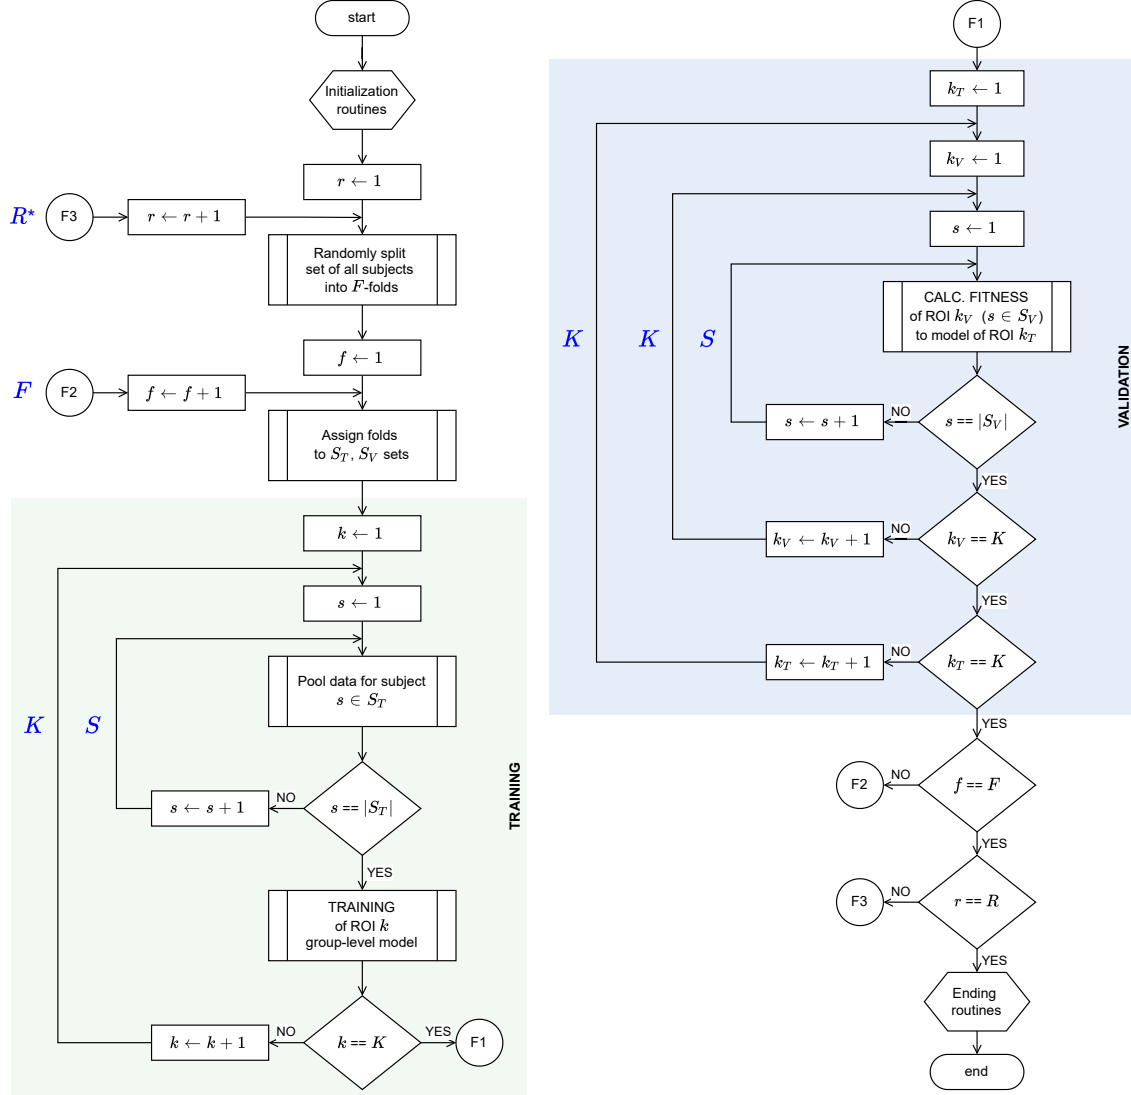 start
Initialization
routines
r ← 1
R*
F3
r ← r + 1
Randomly split
set of all subjects
into F-folds
f ← 1
F
F2
f ← f + 1
Assign folds
to S_T, S_V sets
k ← 1
s ← 1
Pool data for subject
s ∈ S_T
K
S
s ← s + 1
NO
s == |S_T|
YES
TRAINING
of ROI k
group-level model
k ← k + 1
NO
k == K
YES
F1
TRAINING
F1
k_T ← 1
k_V ← 1
s ← 1
CALC. FITNESS
of ROI k_V (s ∈ S_V)
to model of ROI k_T
K
K
S
s ← s + 1
NO
s == |S_V|
YES
k_V ← k_V + 1
NO
k_V == K
YES
k_T ← k_T + 1
NO
k_T == K
YES
VALIDATION
F2
NO
f == F
YES
F3
NO
r == R
YES
Ending
routines
end